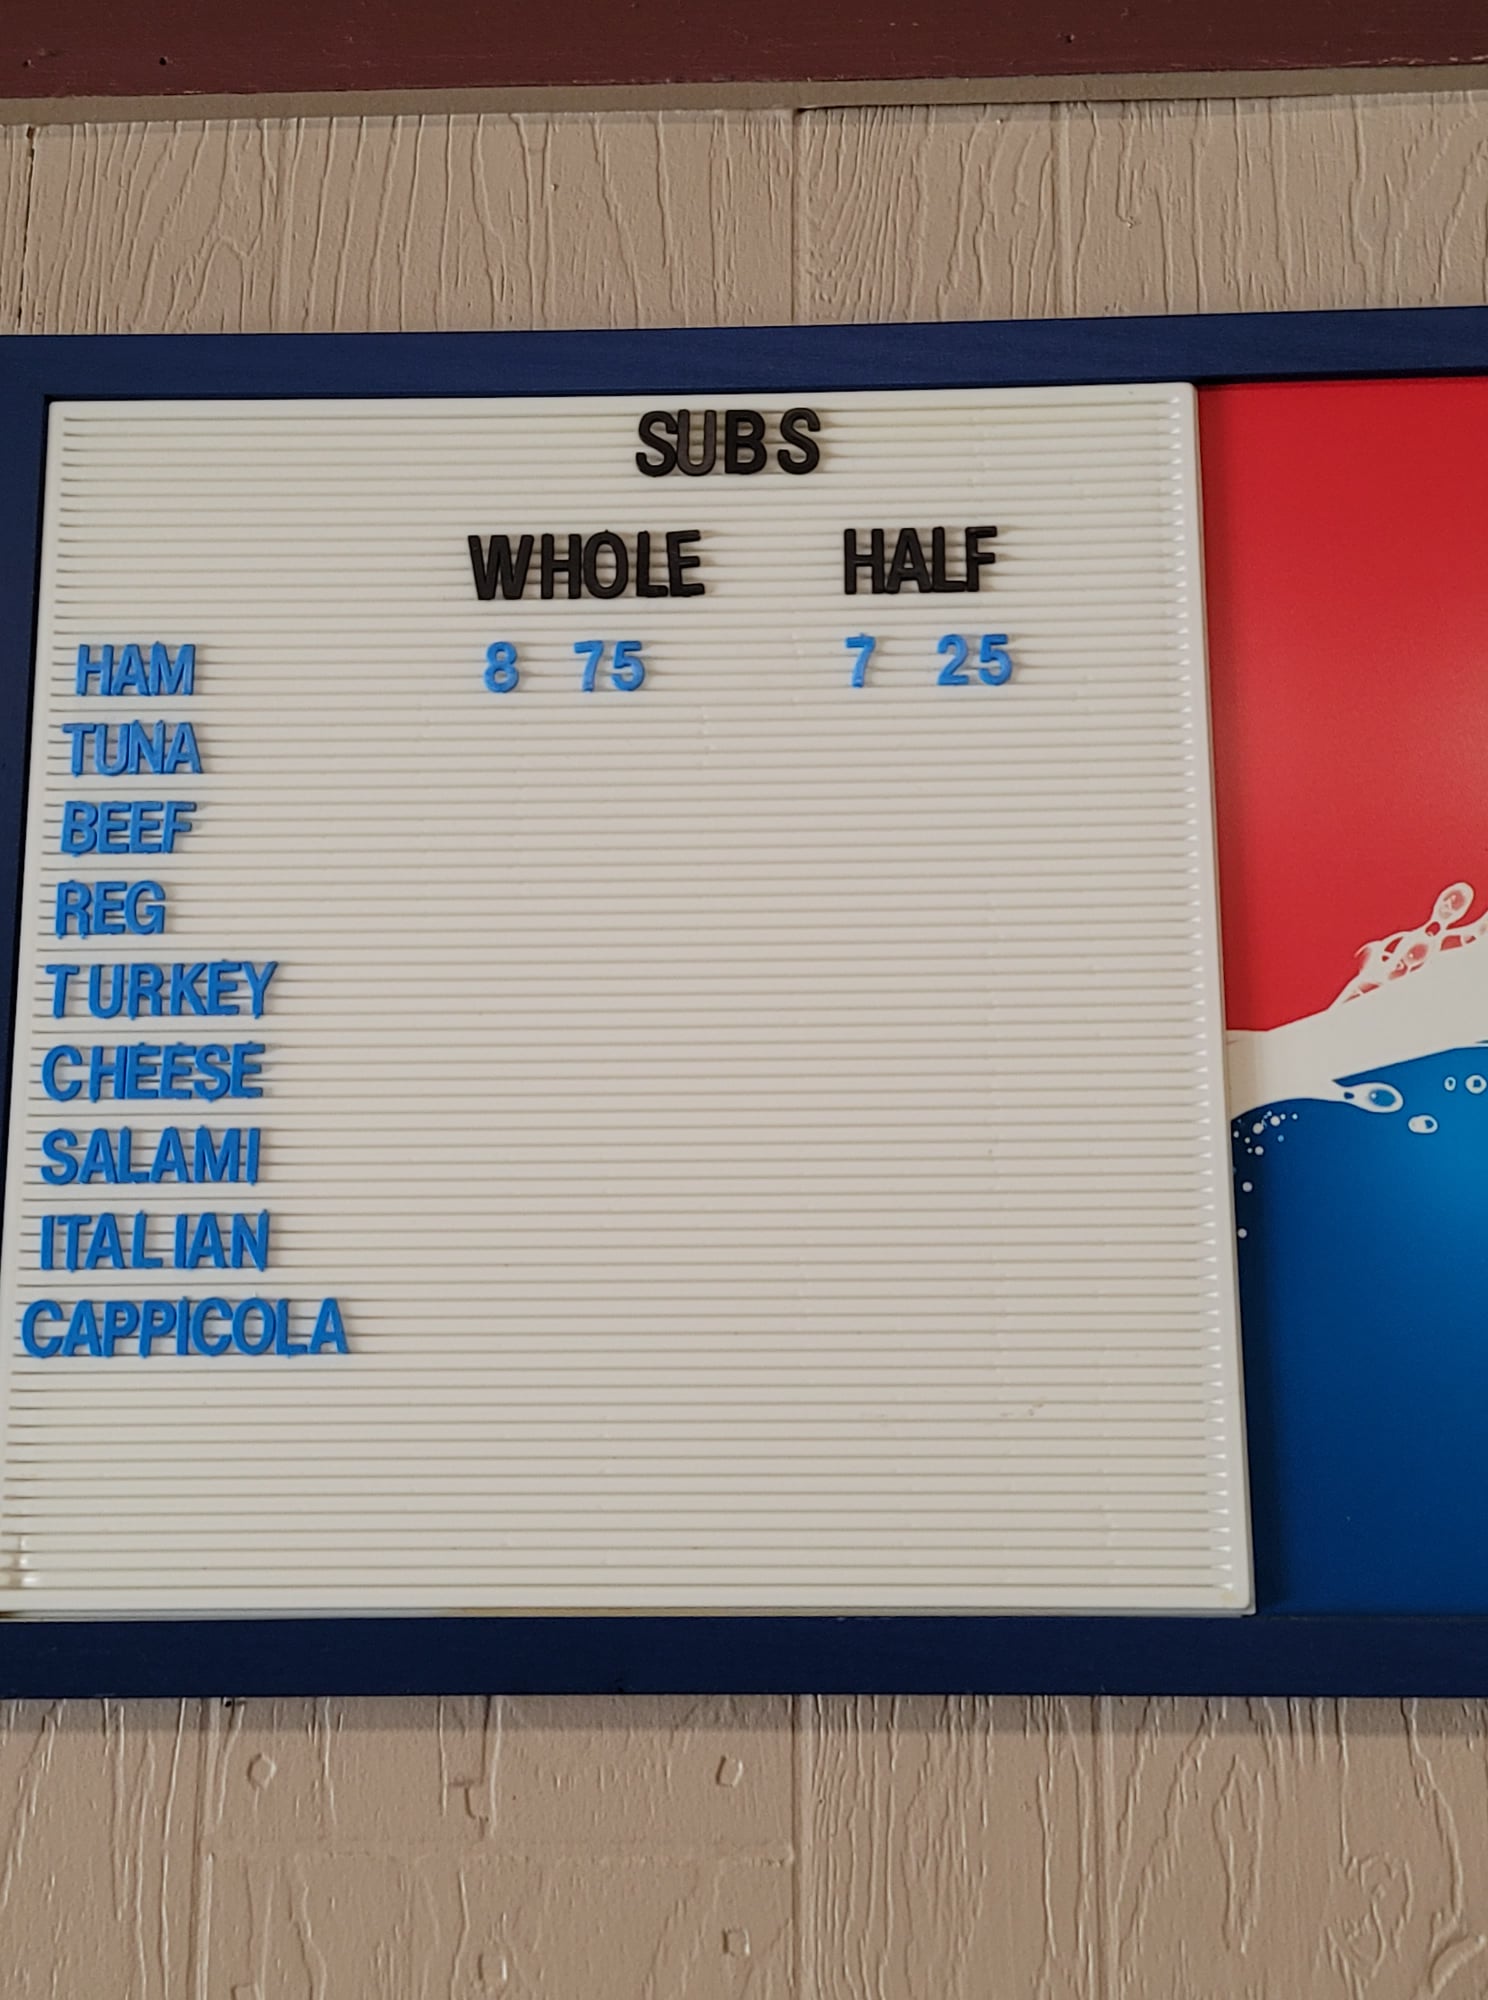 SUBS
WHOLE HALF
HAM 8 75 7 25
TUNA
BEEF
REG
TURKEY
CHEESE
SALAMI
ITALIAN
CAPPICOLA